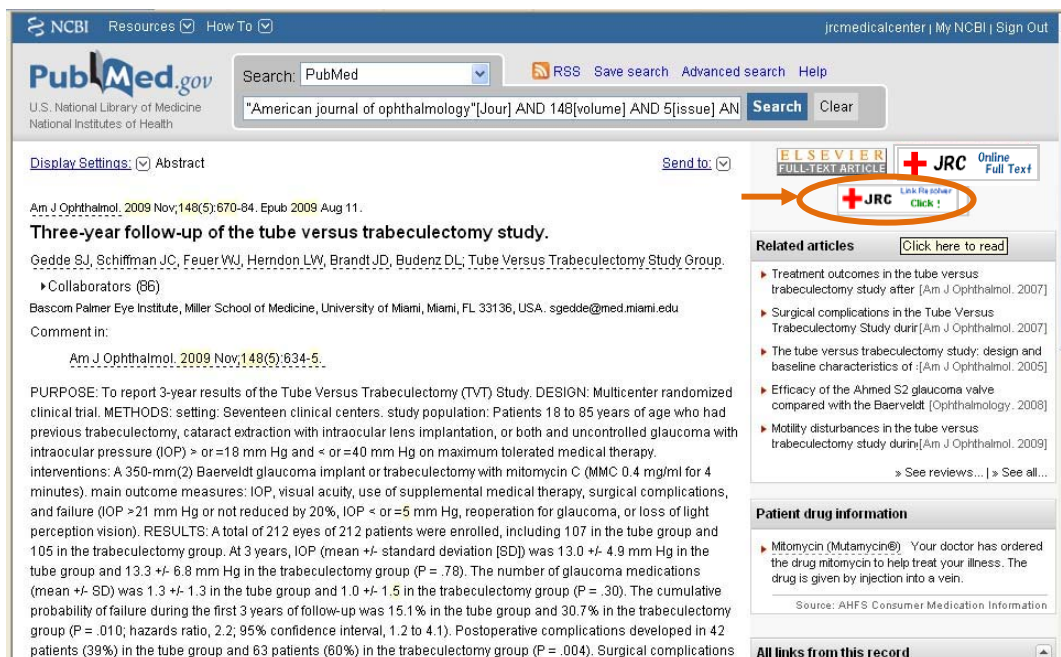 NCBI Resources How To jrcmedicalcenter | My NCBI | Sign Out
PubMed.gov
U.S. National Library of Medicine
National Institutes of Health
Search: PubMed
RSS Save search Advanced search Help
"American journal of ophthalmology"[Jour] AND 148[volume] AND 5[issue] AN Search Clear
Display Settings: Abstract Send to:
Am J Ophthalmol. 2009 Nov;148(5):670-84. Epub 2009 Aug 11.
Three-year follow-up of the tube versus trabeculectomy study.
Gedde SJ, Schiffman JC, Feuer WJ, Herndon LW, Brandt JD, Budenz DL; Tube Versus Trabeculectomy Study Group.
Collaborators (86)
Bascom Palmer Eye Institute, Miller School of Medicine, University of Miami, Miami, FL 33136, USA. sgedde@med.miami.edu
Comment in:
Am J Ophthalmol. 2009 Nov;148(5):634-5.
PURPOSE: To report 3-year results of the Tube Versus Trabeculectomy (TVT) Study. DESIGN: Multicenter randomized
clinical trial. METHODS: setting: Seventeen clinical centers. study population: Patients 18 to 85 years of age who had
previous trabeculectomy, cataract extraction with intraocular lens implantation, or both and uncontrolled glaucoma with
intraocular pressure (IOP) > or =18 mm Hg and < or =40 mm Hg on maximum tolerated medical therapy.
interventions: A 350-mm(2) Baerveldt glaucoma implant or trabeculectomy with mitomycin C (MMC 0.4 mg/ml for 4
minutes). main outcome measures: IOP, visual acuity, use of supplemental medical therapy, surgical complications,
and failure (IOP >21 mm Hg or not reduced by 20%, IOP < or =5 mm Hg, reoperation for glaucoma, or loss of light
perception vision). RESULTS: A total of 212 eyes of 212 patients were enrolled, including 107 in the tube group and
105 in the trabeculectomy group. At 3 years, IOP (mean +/- standard deviation [SD]) was 13.0 +/- 4.9 mm Hg in the
tube group and 13.3 +/- 6.8 mm Hg in the trabeculectomy group (P = .78). The number of glaucoma medications
(mean +/- SD) was 1.3 +/- 1.3 in the tube group and 1.0 +/- 1.5 in the trabeculectomy group (P = .30). The cumulative
probability of failure during the first 3 years of follow-up was 15.1% in the tube group and 30.7% in the trabeculectomy
group (P = .010; hazards ratio, 2.2; 95% confidence interval, 1.2 to 4.1). Postoperative complications developed in 42
patients (39%) in the tube group and 63 patients (60%) in the trabeculectomy group (P = .004). Surgical complications
ELSEVIER
FULL-TEXT ARTICLE
JRC Online
Full Text
JRC Link Resolver
Click !
Related articles Click here to read
Treatment outcomes in the tube versus
trabeculectomy study after [Am J Ophthalmol. 2007]
Surgical complications in the Tube Versus
Trabeculectomy Study durir[Am J Ophthalmol. 2007]
The tube versus trabeculectomy study: design and
baseline characteristics of :[Am J Ophthalmol. 2005]
Efficacy of the Ahmed S2 glaucoma valve
compared with the Baerveldt [Ophthalmology. 2008]
Motility disturbances in the tube versus
trabeculectomy study durin[Am J Ophthalmol. 2009]
» See reviews... | » See all...
Patient drug information
Mitomycin (Mutamycin®) Your doctor has ordered
the drug mitomycin to help treat your illness. The
drug is given by injection into a vein.
Source: AHFS Consumer Medication Information
All links from this record